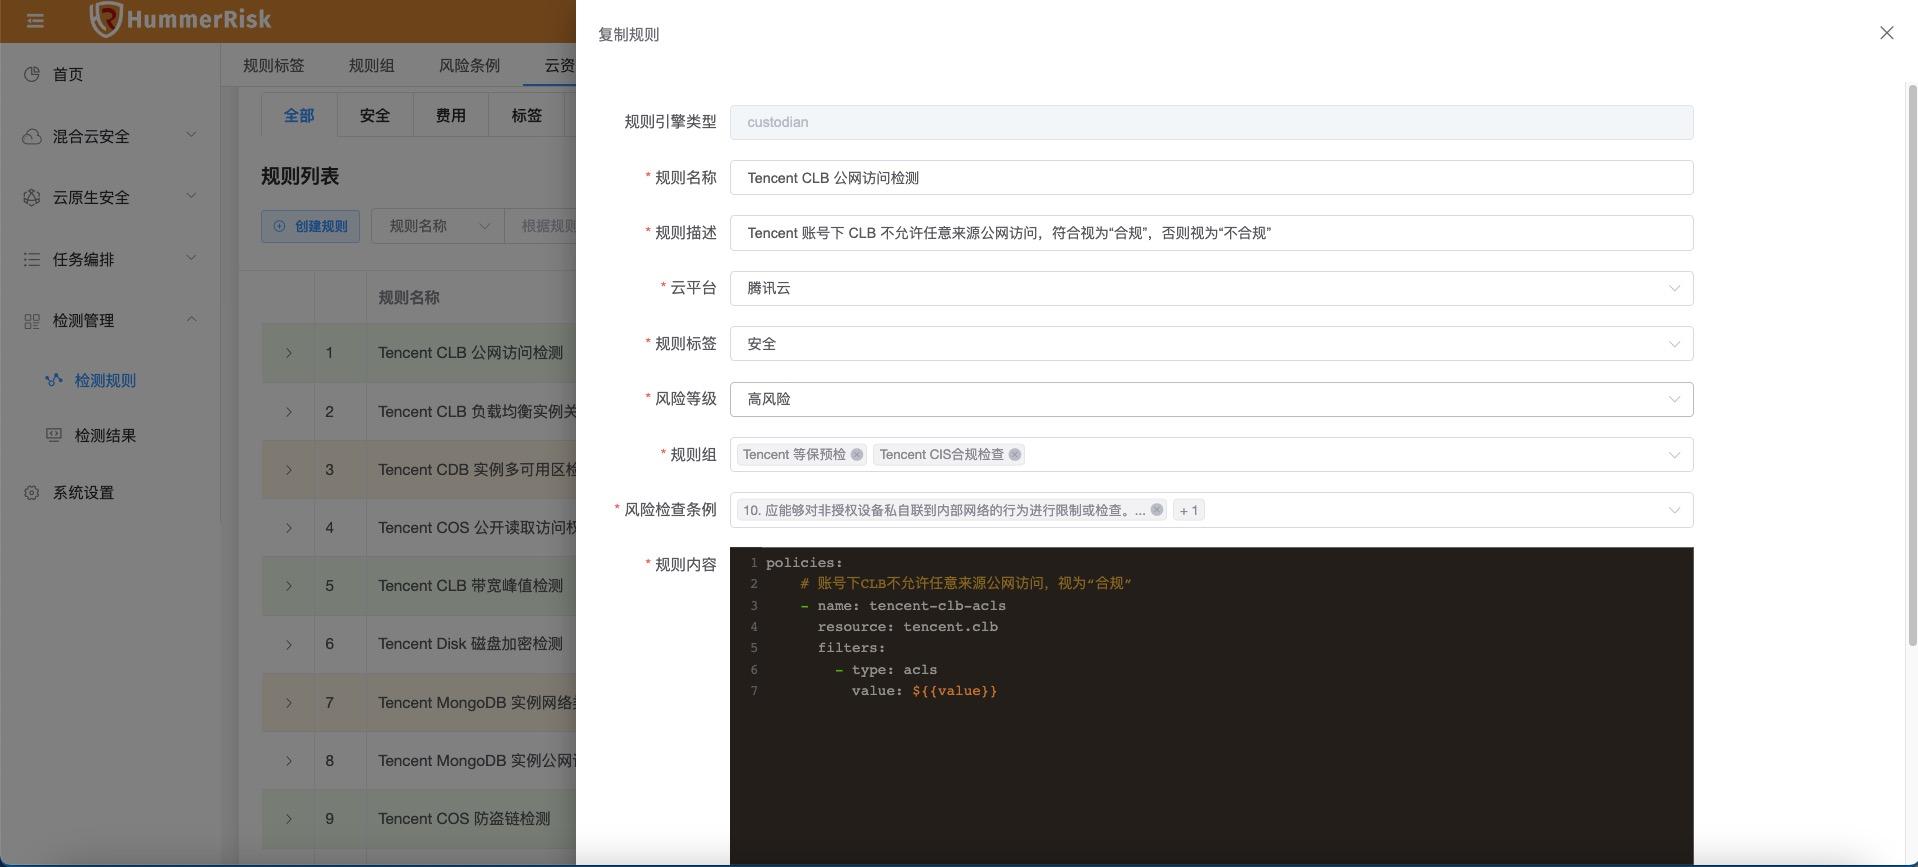 HummerRisk
首页
混合云安全
云原生安全
任务编排
检测管理
检测规则
检测结果
系统设置
规则标签 规则组 风险条例 云资
全部 安全 费用 标签
规则列表
创建规则 规则名称 根据规则
规则名称
1 Tencent CLB 公网访问检测
2 Tencent CLB 负载均衡实例关
3 Tencent CDB 实例多可用区检
4 Tencent COS 公开读取访问权
5 Tencent CLB 带宽峰值检测
6 Tencent Disk 磁盘加密检测
7 Tencent MongoDB 实例网络
8 Tencent MongoDB 实例公网
9 Tencent COS 防盗链检测
复制规则
规则引擎类型 custodian
* 规则名称 Tencent CLB 公网访问检测
* 规则描述 Tencent 账号下 CLB 不允许任意来源公网访问，符合视为“合规”，否则视为“不合规”
* 云平台 腾讯云
* 规则标签 安全
* 风险等级 高风险
* 规则组 Tencent 等保预检 Tencent CIS合规检查
* 风险检查条例 10. 应能够对非授权设备私自联到内部网络的行为进行限制或检查。... + 1
* 规则内容
1 policies:
2 # 账号下CLB不允许任意来源公网访问，视为“合规”
3 - name: tencent-clb-acls
4 resource: tencent.clb
5 filters:
6 - type: acls
7 value: ${{value}}